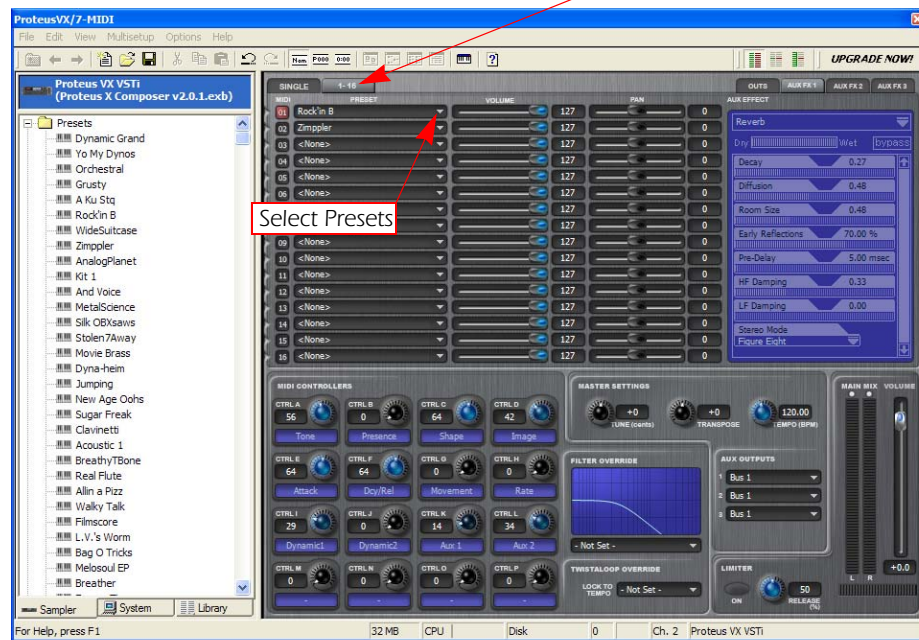 ProteusVX/7-MIDI
File Edit View Multisetup Options Help
Nam P000 0:00 ? UPGRADE NOW!
Proteus VX VSTi
(Proteus X Composer v2.0.1.exb)
Presets
Dynamic Grand
Yo My Dynos
Orchestral
Grusty
A Ku Stq
Rock'in B
WideSuitcase
Zimppler
AnalogPlanet
Kit 1
And Voice
MetalScience
Silk OBXsaws
Stolen7Away
Movie Brass
Dyna-heim
Jumping
New Age Oohs
Sugar Freak
Clavinetti
Acoustic 1
BreathyTBone
Real Flute
Allin a Pizz
Walky Talk
Filmscore
L.V.'s Worm
Bag O Tricks
Melosoul EP
Breather
Sampler System Library
SINGLE 1- 16
MIDI PRESET VOLUME PAN
01 Rock'in B 127 0
02 Zimppler 127 0
03 <None> 127 0
04 <None> 127 0
05 <None> 127 0
06 <None> 127 0
Select Presets
127 0
127 0
09 <None> 127 0
10 <None> 127 0
11 <None> 127 0
12 <None> 127 0
13 <None> 127 0
14 <None> 127 0
15 <None> 127 0
16 <None> 127 0
OUTS AUX FX 1 AUX FX 2 AUX FX 3
AUX EFFECT
Reverb
Dry Wet bypass
Decay 0.27
Diffusion 0.48
Room Size 0.48
Early Reflections 70.00 %
Pre-Delay 5.00 msec
HF Damping 0.33
LF Damping 0.00
Stereo Mode
Figure Eight
MIDI CONTROLLERS
CTRL A CTRL B CTRL C CTRL D
56 0 64 42
Tone Presence Shape Image
CTRL E CTRL F CTRL G CTRL H
64 64 0 0
Attack Dcy/Rel Movement Rate
CTRL I CTRL J CTRL K CTRL L
29 0 14 34
Dynamic1 Dynamic2 Aux 1 Aux 2
CTRL M CTRL N CTRL O CTRL P
0 0 0 0
- - - -
MASTER SETTINGS
+0 +0 120.00
TUNE (cents) TRANSPOSE TEMPO (BPM)
FILTER OVERRIDE
- Not Set -
TWISTALOOP OVERRIDE
LOCK TO TEMPO - Not Set -
AUX OUTPUTS
1 Bus 1
2 Bus 1
3 Bus 1
LIMITER
50
ON RELEASE (%)
MAIN MIX VOLUME
+0.0
L R
For Help, press F1 32 MB CPU Disk 0 Ch. 2 Proteus VX VSTi